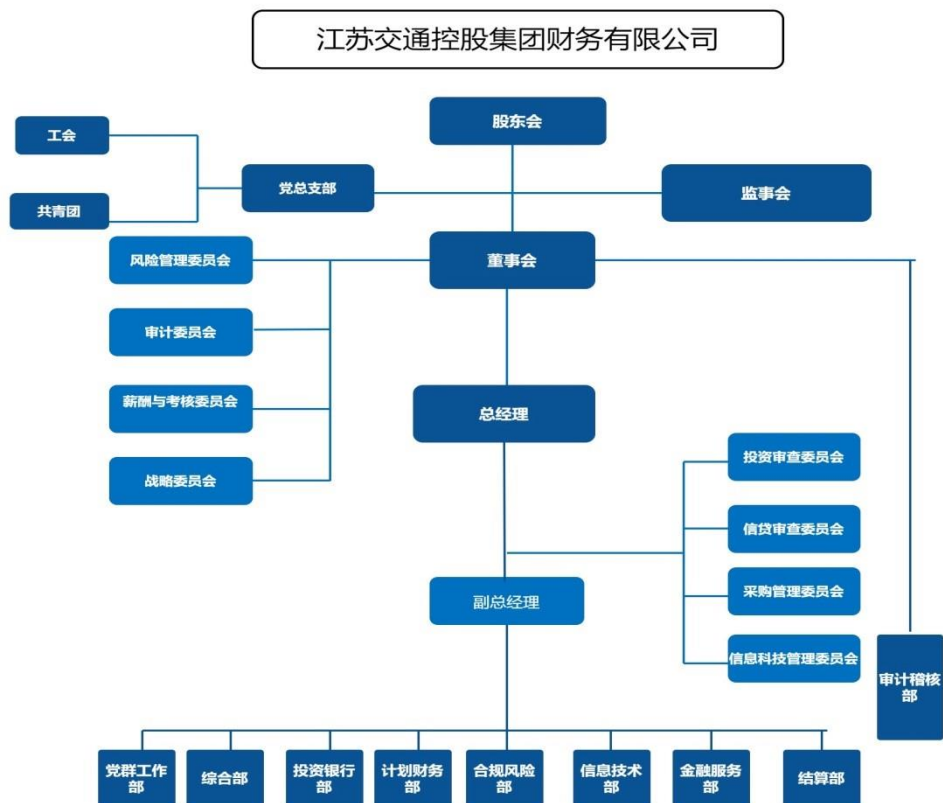 江苏交通控股集团财务有限公司
股东会
工会
党总支部
监事会
共青团
董事会
风险管理委员会
审计委员会
薪酬与考核委员会
总经理
战略委员会
投资审查委员会
信贷审查委员会
副总经理
采购管理委员会
信息科技管理委员会
审计稽核
部
党群工作
部
综合部
投资银行
部
计划财务
部
合规风险
部
信息技术
部
金融服务
部
结算部